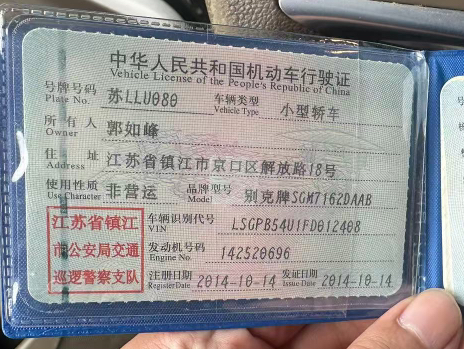 中华人民共和国机动车行驶证
Vehicle License of the People's Republic of China
号牌号码 Plate No. 苏LLU080 车辆类型 Vehicle Type 小型轿车
所有人 Owner 郭如峰
住址 Address 江苏省镇江市京口区解放路18号
使用性质 Use Character 非营运 品牌型号 Model 别克牌SGM7162DAAB
江苏省镇江
市公安局交通
巡逻警察支队
车辆识别代号 VIN LSGPB54U1FD012408
发动机号码 Engine No. 142520696
注册日期 Register Date 2014-10-14 发证日期 Issue Date 2014-10-14